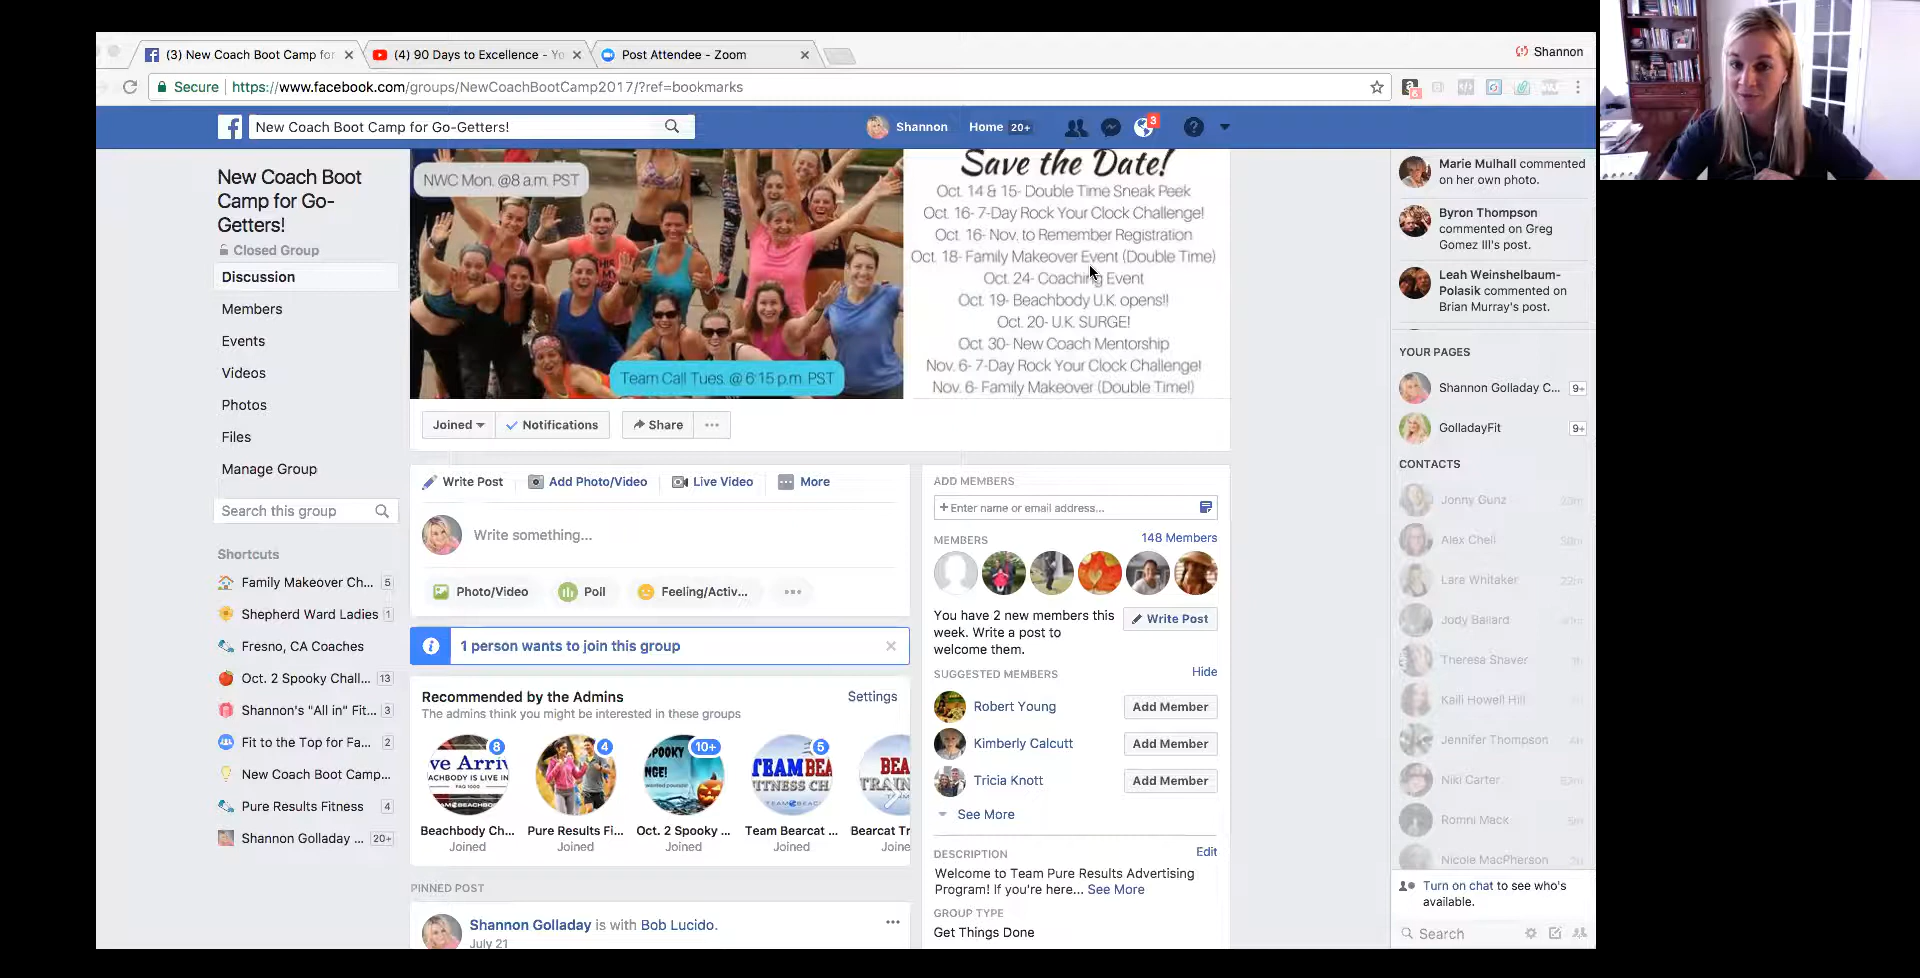 (3) New Coach Boot Camp for
(4) 90 Days to Excellence - Yo
Post Attendee - Zoom
Shannon
Secure
https://www.facebook.com/groups/NewCoachBootCamp2017/?ref=bookmarks
New Coach Boot Camp for Go-Getters!
Shannon
Home 20+
3
New Coach Boot
Camp for Go-
Getters!
Closed Group
Discussion
Members
Events
Videos
Photos
Files
Manage Group
Search this group
Shortcuts
Family Makeover Ch... 5
Shepherd Ward Ladies 1
Fresno, CA Coaches
Oct. 2 Spooky Chall... 13
Shannon's "All in" Fit... 3
Fit to the Top for Fa... 2
New Coach Boot Camp...
Pure Results Fitness 4
Shannon Golladay ... 20+
NWC Mon. @8 a.m. PST
Team Call Tues. @ 6:15 p.m. PST
Save the Date!
Oct. 14 & 15- Double Time Sneak Peek
Oct. 16- 7-Day Rock Your Clock Challenge!
Oct. 16- Nov. to Remember Registration
Oct. 18- Family Makeover Event (Double Time)
Oct. 24- Coaching Event
Oct. 19- Beachbody U.K. opens!!
Oct. 20- U.K. SURGE!
Oct. 30- New Coach Mentorship
Nov. 6- 7-Day Rock Your Clock Challenge!
Nov. 6- Family Makeover (Double Time!)
Joined
Notifications
Share
Write Post
Add Photo/Video
Live Video
More
Write something...
Photo/Video
Poll
Feeling/Activ...
1 person wants to join this group
Recommended by the Admins
Settings
The admins think you might be interested in these groups
8
4
10+
5
Beachbody Ch...
Joined
Pure Results Fi...
Joined
Oct. 2 Spooky ...
Joined
Team Bearcat ...
Joined
Bearcat Tr
Joine
PINNED POST
Shannon Golladay is with Bob Lucido.
July 21
ADD MEMBERS
+ Enter name or email address...
MEMBERS
148 Members
You have 2 new members this
week. Write a post to
welcome them.
Write Post
SUGGESTED MEMBERS
Hide
Robert Young
Add Member
Kimberly Calcutt
Add Member
Tricia Knott
Add Member
See More
DESCRIPTION
Edit
Welcome to Team Pure Results Advertising
Program! If you're here... See More
GROUP TYPE
Get Things Done
Marie Mulhall commented
on her own photo.
Byron Thompson
commented on Greg
Gomez III's post.
Leah Weinshelbaum-
Polasik commented on
Brian Murray's post.
YOUR PAGES
Shannon Golladay C... 9+
GolladayFit 9+
CONTACTS
Jonny Gunz
Alex Chell
Lara Whitaker 22m
Jody Ballard
Theresa Shaver
Kaili Howell Hill
Jennifer Thompson
Niki Carter
Romni Mack
Nicole MacPherson
Turn on chat to see who's
available.
Search